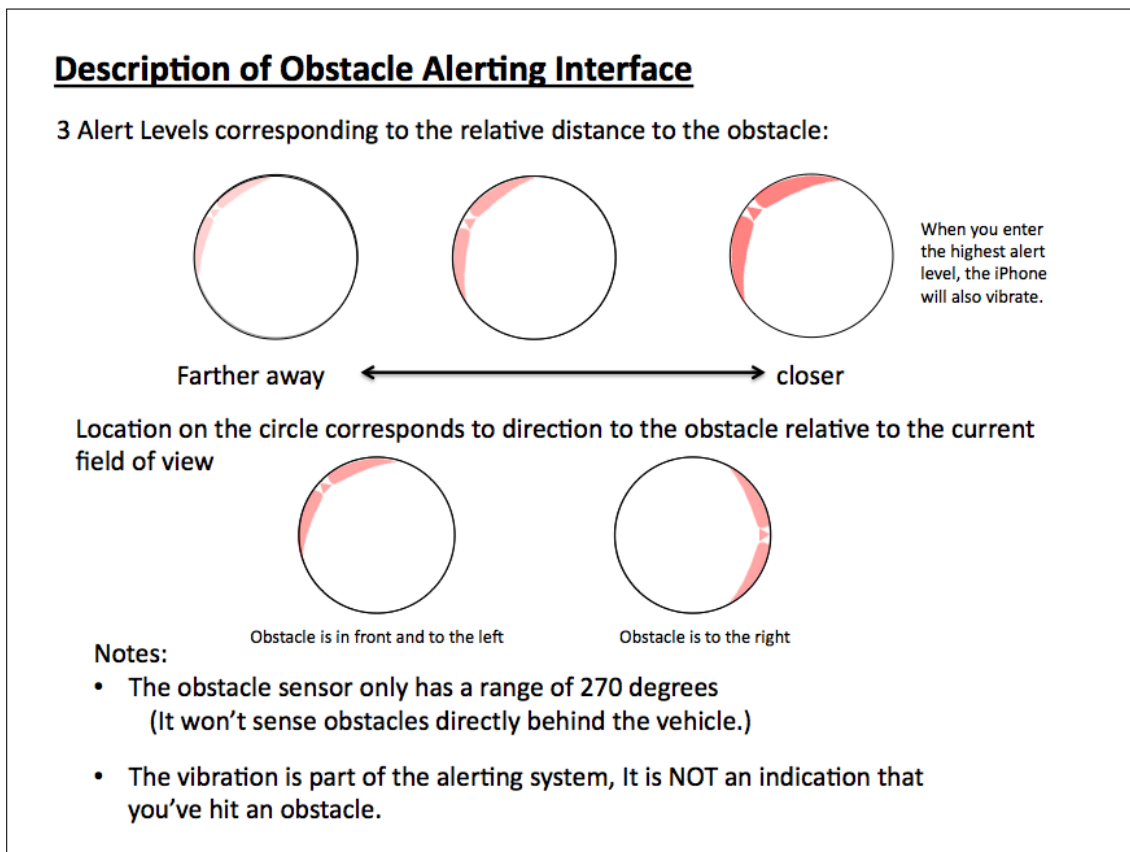 Description of Obstacle Alerting Interface
3 Alert Levels corresponding to the relative distance to the obstacle:
When you enter
the highest alert
level, the iPhone
will also vibrate.
Farther away
closer
Location on the circle corresponds to direction to the obstacle relative to the current
field of view
Obstacle is in front and to the left
Obstacle is to the right
Notes:
• The obstacle sensor only has a range of 270 degrees
(It won't sense obstacles directly behind the vehicle.)
• The vibration is part of the alerting system, It is NOT an indication that
you've hit an obstacle.